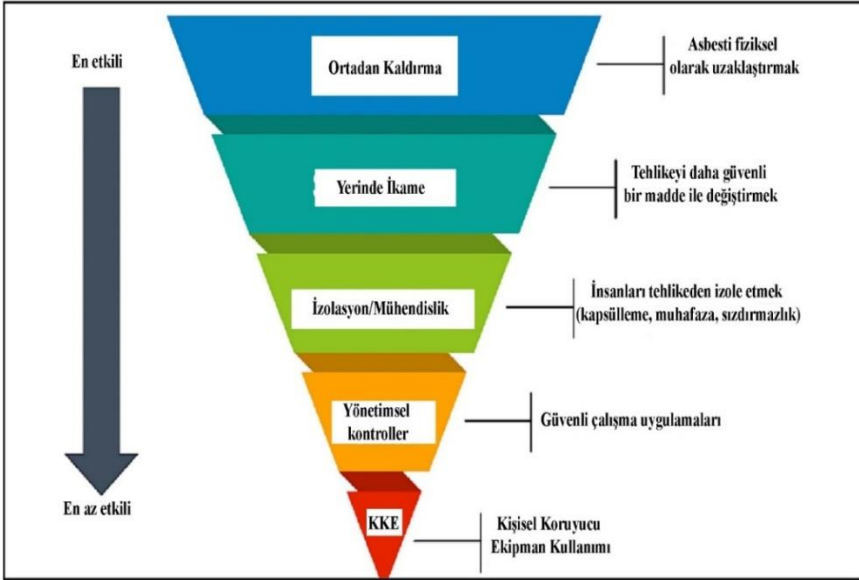 En etkili
Ortadan Kaldırma
Asbesti fiziksel
olarak uzaklaştırmak
Yerinde İkame
Tehlikeyi daha güvenli
bir madde ile değiştirmek
İzolasyon/Mühendislik
İnsanları tehlikeden izole etmek
(kapsülleme, muhafaza, sızdırmazlık)
Yönetimsel
kontroller
Güvenli çalışma uygulamaları
En az etkili
KKE
Kişisel Koruyucu
Ekipman Kullanımı